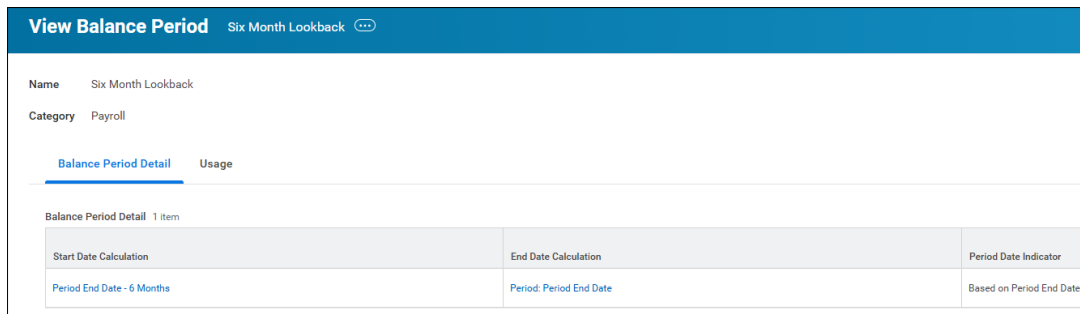 View Balance Period Six Month Lookback
Name Six Month Lookback
Category Payroll
Balance Period Detail Usage
Balance Period Detail 1 item
Start Date Calculation End Date Calculation Period Date Indicator
Period End Date - 6 Months Period: Period End Date Based on Period End Date